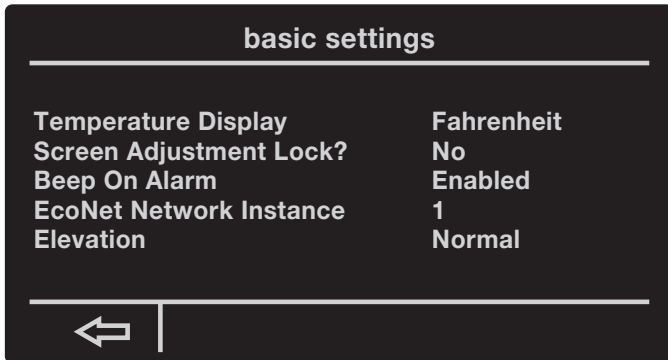 basic settings
Temperature Display Fahrenheit
Screen Adjustment Lock? No
Beep On Alarm Enabled
EcoNet Network Instance 1
Elevation Normal